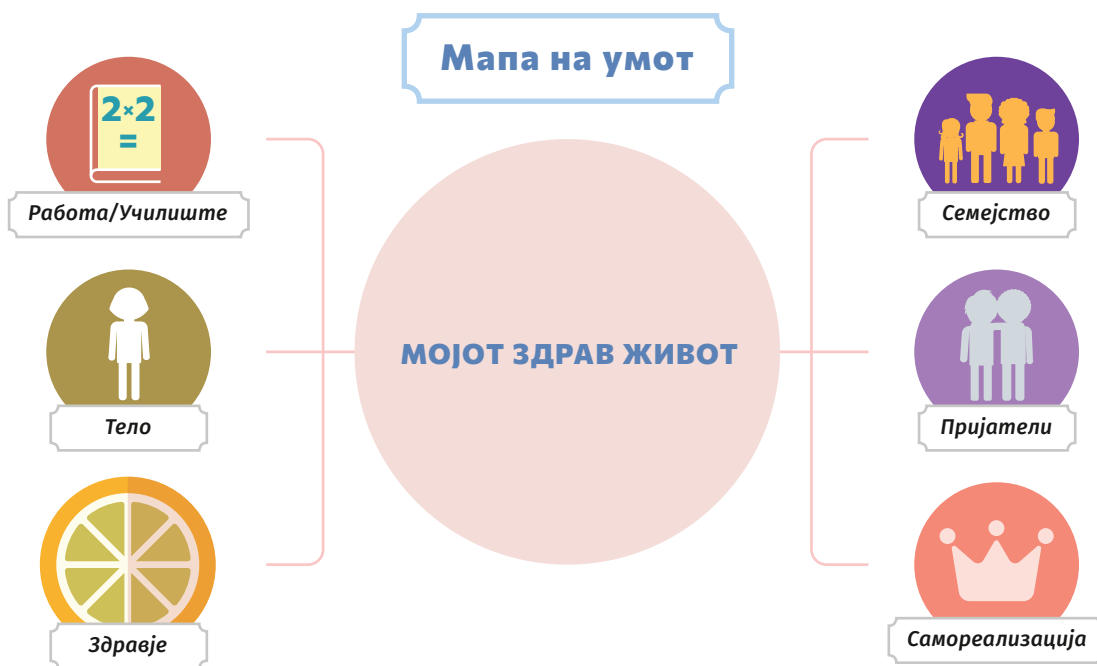 Мапа на умот
2×2
=
Работа/Училиште
Тело
Здравје
МОЈОТ ЗДРАВ ЖИВОТ
Семејство
Пријатели
Самореализација